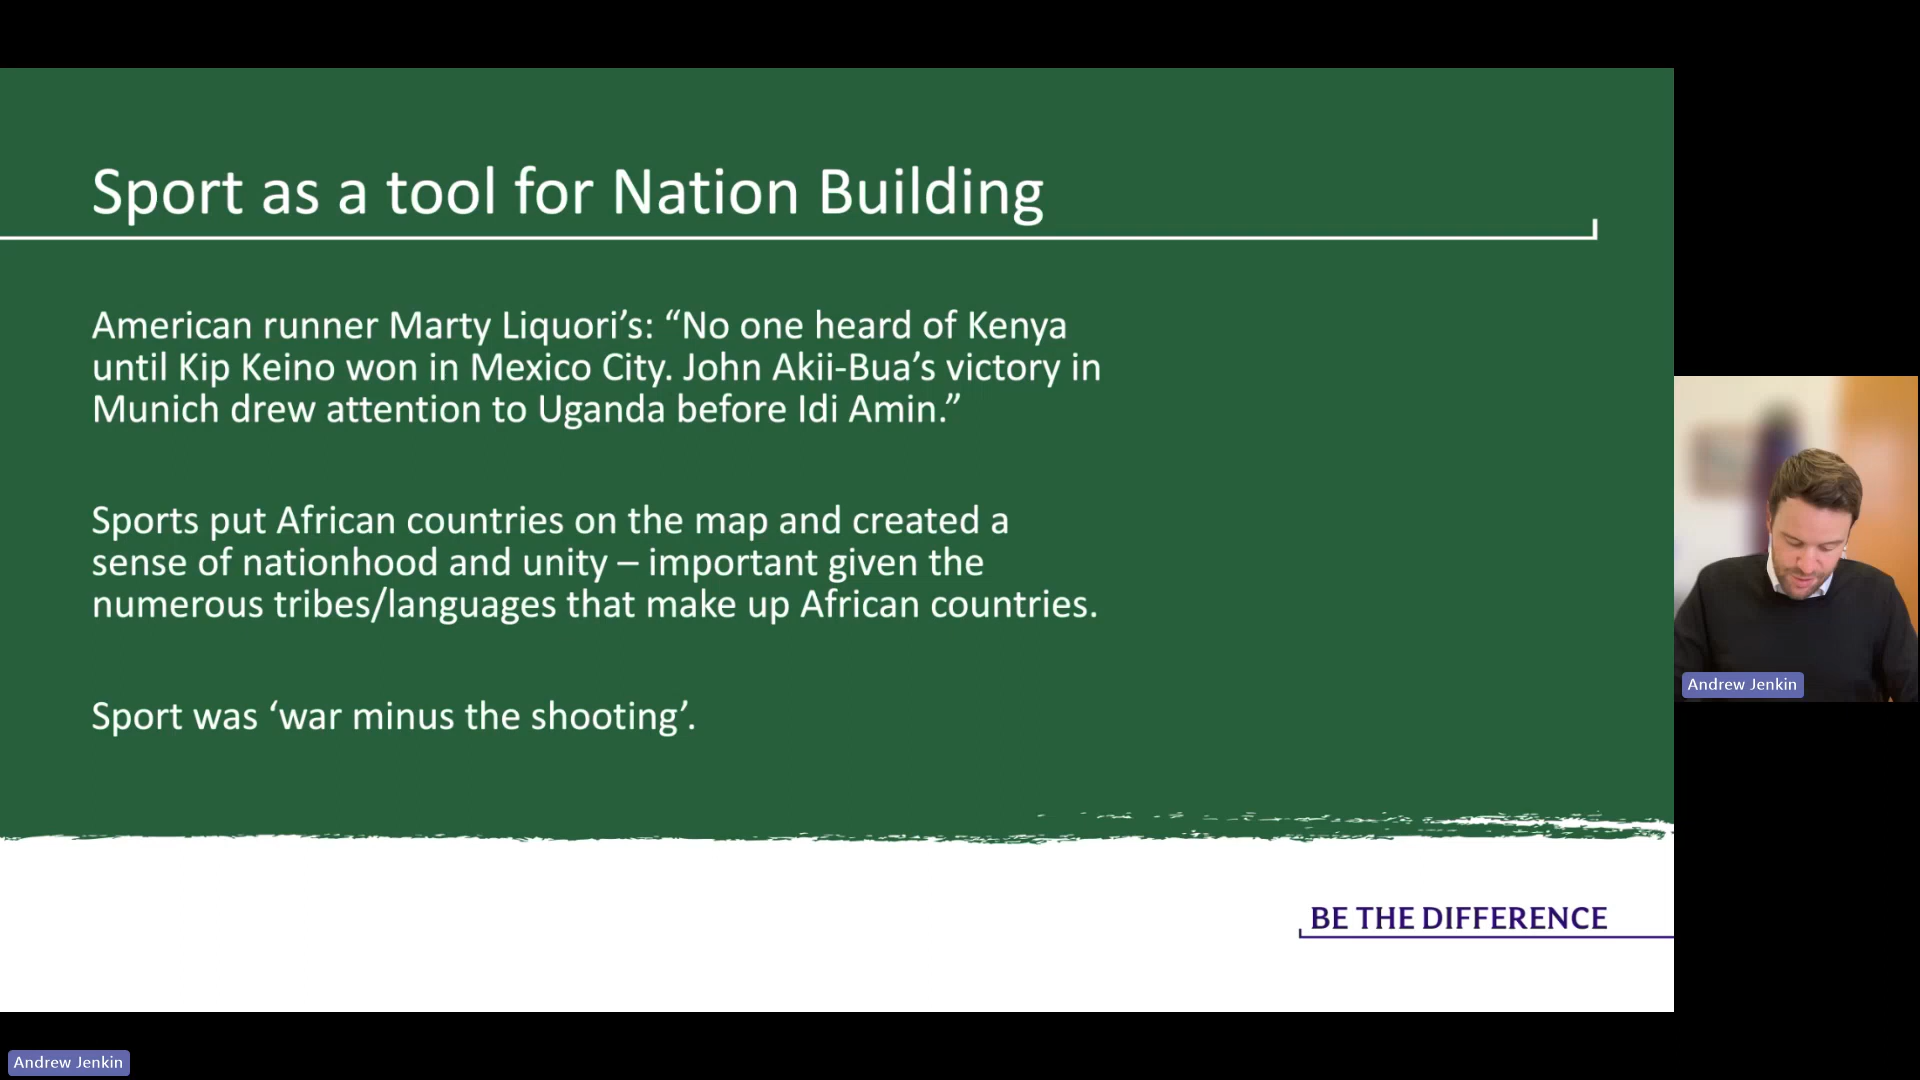 Sport as a tool for Nation Building
American runner Marty Liquori’s: “No one heard of Kenya
until Kip Keino won in Mexico City. John Akii-Bua’s victory in
Munich drew attention to Uganda before Idi Amin.”
Sports put African countries on the map and created a
sense of nationhood and unity – important given the
numerous tribes/languages that make up African countries.
Sport was ‘war minus the shooting’.
BE THE DIFFERENCE
Andrew Jenkin
Andrew Jenkin